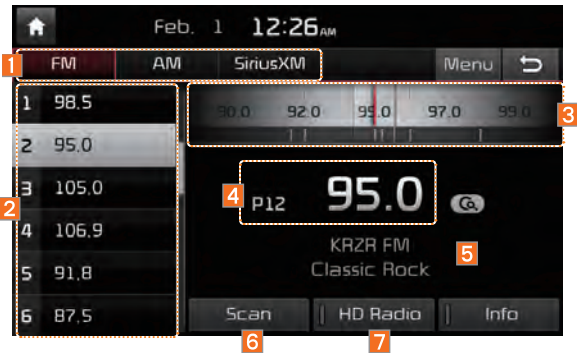 Feb. 1 12:26 AM
1 FM AM SiriusXM Menu
2
1 98.5
2 95.0
3 105.0
4 106.9
5 91.8
6 87.5
90.0 92.0 95.0 97.0 99.0 3
4 P12 95.0
KRZR FM 5
Classic Rock
Scan HD Radio Info
6 7